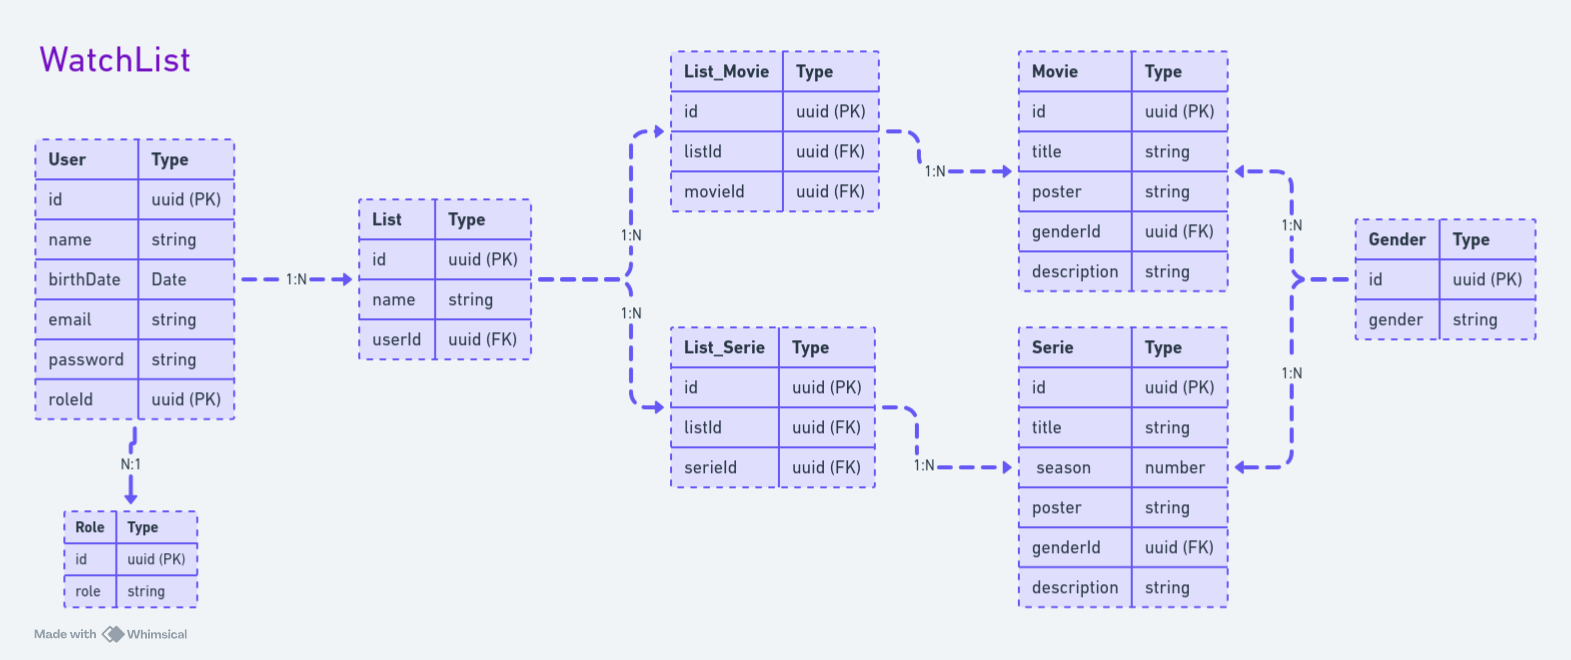 WatchList
User Type
id uuid (PK)
name string
birthDate Date
email string
password string
roleId uuid (PK)
N:1
Role Type
id uuid (PK)
role string
1:N
List Type
id uuid (PK)
name string
userId uuid (FK)
1:N
1:N
List_Movie Type
id uuid (PK)
listId uuid (FK)
movieId uuid (FK)
1:N
List_Serie Type
id uuid (PK)
listId uuid (FK)
serieId uuid (FK)
1:N
Movie Type
id uuid (PK)
title string
poster string
genderId uuid (FK)
description string
Serie Type
id uuid (PK)
title string
season number
poster string
genderId uuid (FK)
description string
1:N
1:N
Gender Type
id uuid (PK)
gender string
Made with Whimsical